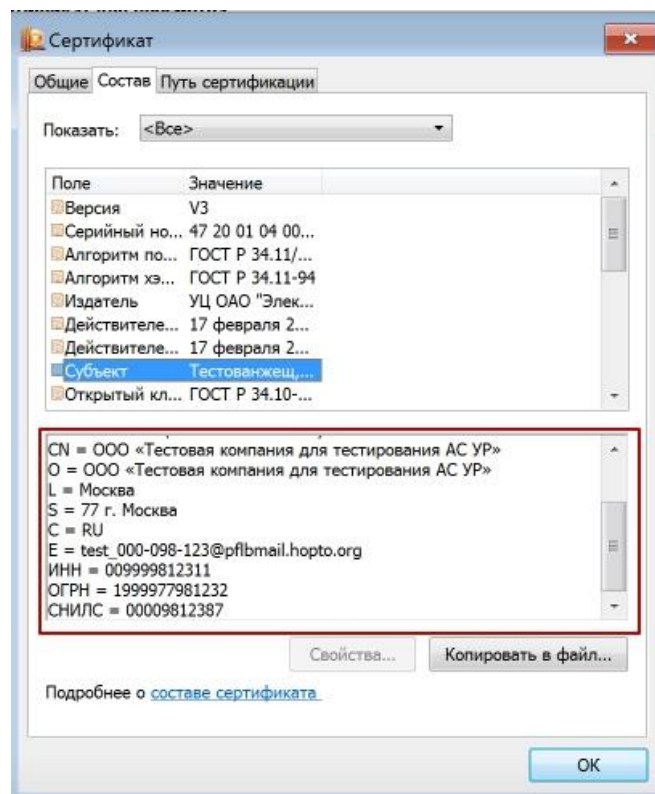 Сертификат
Общие Состав Путь сертификации
Показать: <Все>
Поле Значение
Версия V3
Серийный но... 47 20 01 04 00...
Алгоритм по... ГОСТ Р 34.11/...
Алгоритм хэ... ГОСТ Р 34.11-94
Издатель УЦ ОАО "Элек...
Действителе... 17 февраля 2...
Действителе... 17 февраля 2...
Субъект Тестованжещ,...
Открытый кл... ГОСТ Р 34.10-...
CN = ООО «Тестовая компания для тестирования АС УР»
O = ООО «Тестовая компания для тестирования АС УР»
L = Москва
S = 77 г. Москва
C = RU
E = test_000-098-123@pflbmail.hopto.org
ИНН = 009999812311
ОГРН = 1999977981232
СНИЛС = 00009812387
Свойства... Копировать в файл...
Подробнее о составе сертификата
ОК